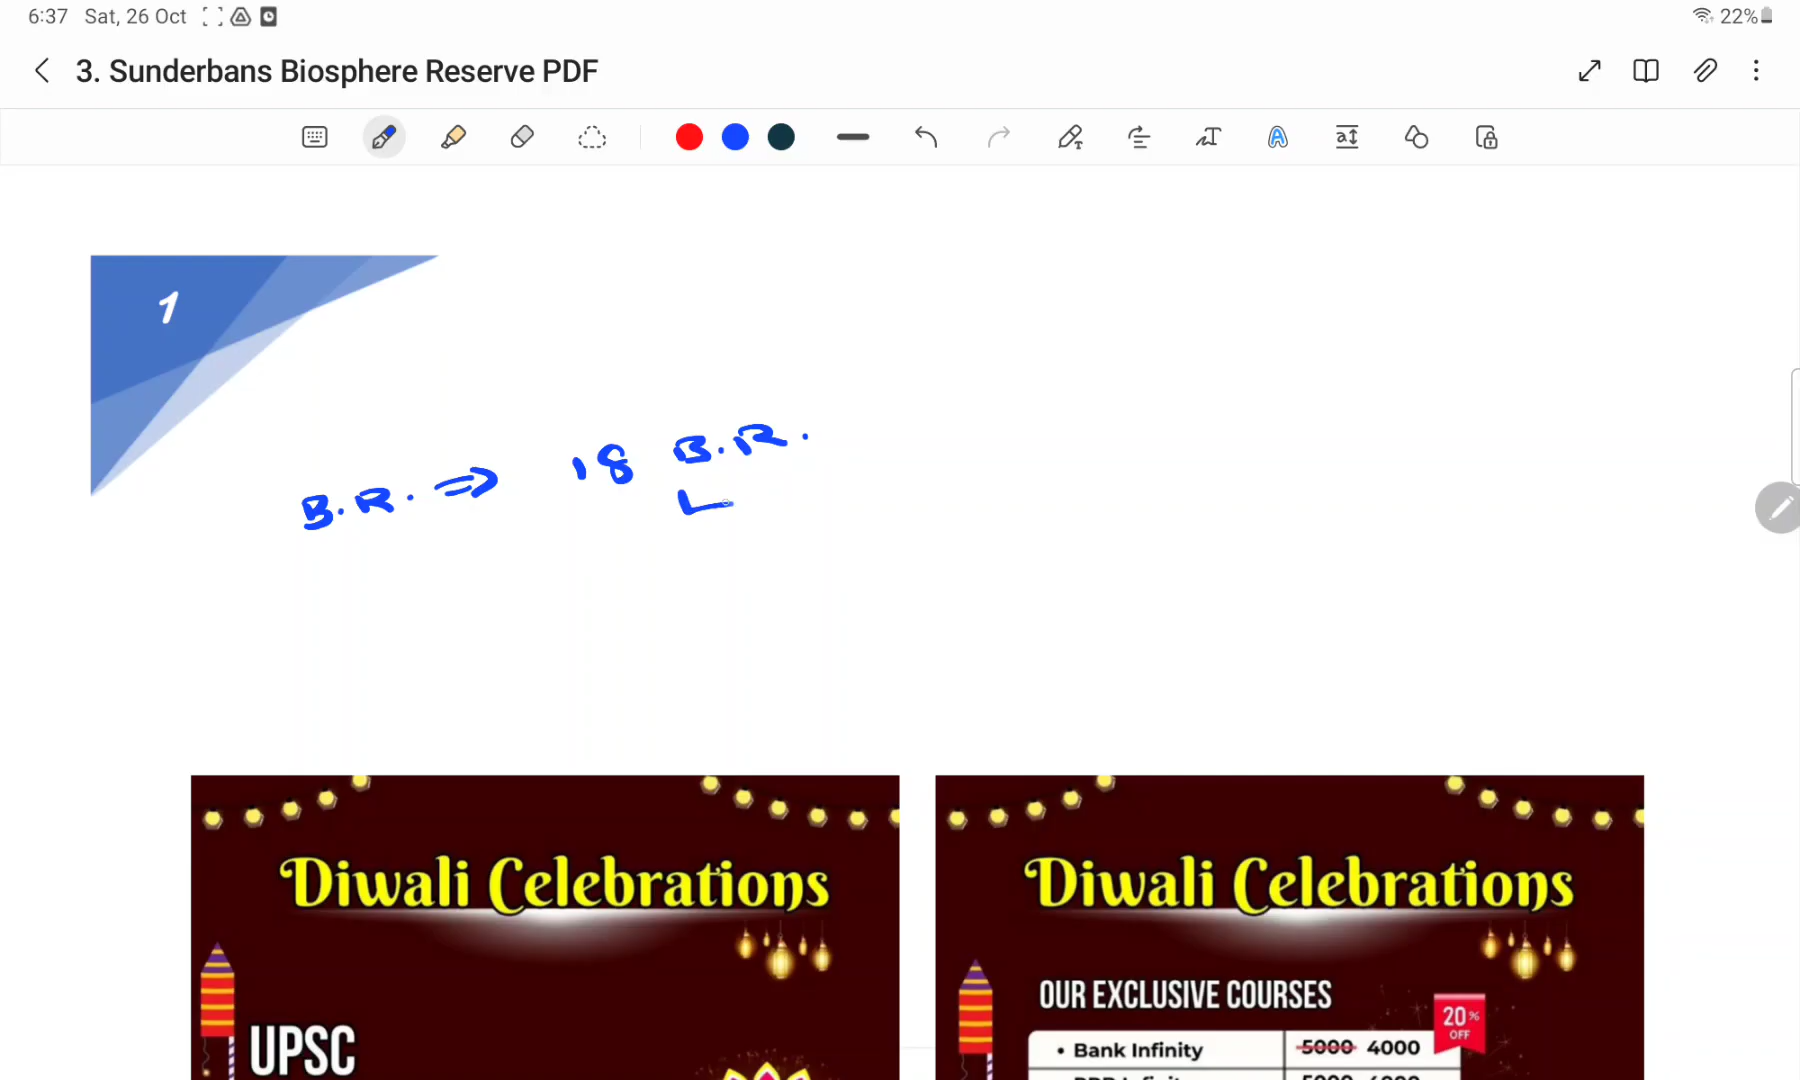 6:37 Sat, 26 Oct 22%
3. Sunderbans Biosphere Reserve PDF
1
B.R. ⇒ 18 B.R.
Diwali Celebrations
UPSC
Diwali Celebrations
OUR EXCLUSIVE COURSES
20% OFF
• Bank Infinity 5000 4000